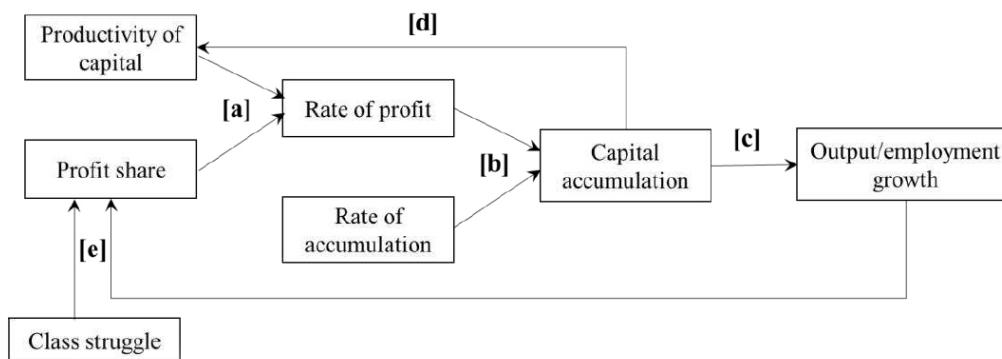 [d]
Productivity of
capital
[a]
Rate of profit
Profit share
[b]
Capital
accumulation
[c]
Output/employment
growth
Rate of
accumulation
[e]
Class struggle